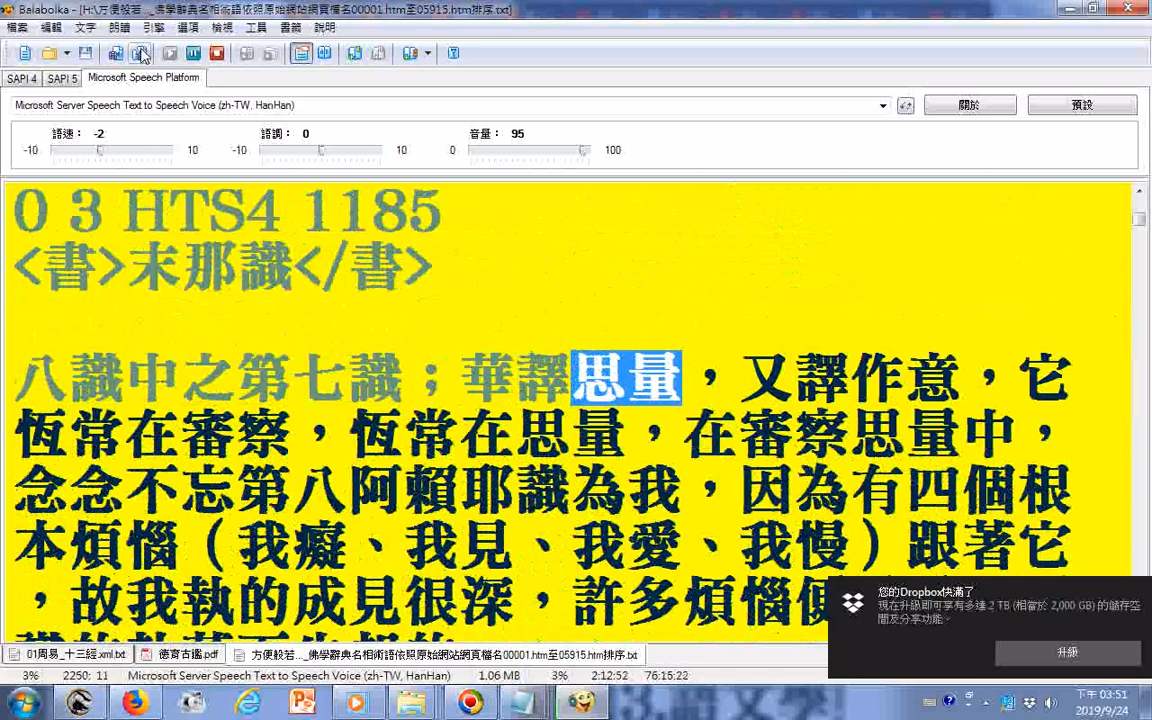 Balabolka - [H:\方便般若..._佛學辭典名相術語依照原始網站網頁檔名00001.htm至05915.htm排序.txt]
檔案 編輯 文字 朗讀 引擎 選項 檢視 工具 書籤 說明
SAPI 4 SAPI 5 Microsoft Speech Platform
Microsoft Server Speech Text to Speech Voice (zh-TW, HanHan) 關於 預設
語速： -2 語調： 0 音量： 95
-10 10 -10 10 0 100
0 3 HTS4 1185
<書>末那識</書>
八識中之第七識；華譯思量，又譯作意，它
恆常在審察，恆常在思量，在審察思量中，
念念不忘第八阿賴耶識為我，因為有四個根
本煩惱（我癡、我見、我愛、我慢）跟著它
，故我執的成見很深，許多煩惱便
您的Dropbox快滿了
現在升級即可享有多達 2 TB (相當於 2,000 GB) 的儲存空
間及分享功能。
升級
01周易_十三經.xml.txt 德育古鑑.pdf 方便般若..._佛學辭典名相術語依照原始網站網頁檔名00001.htm至05915.htm排序.txt
3% 2250: 11 Microsoft Server Speech Text to Speech Voice (zh-TW, HanHan) 1.06 MB 3% 2:12:52 76:15:22
下午 03:51
2019/9/24